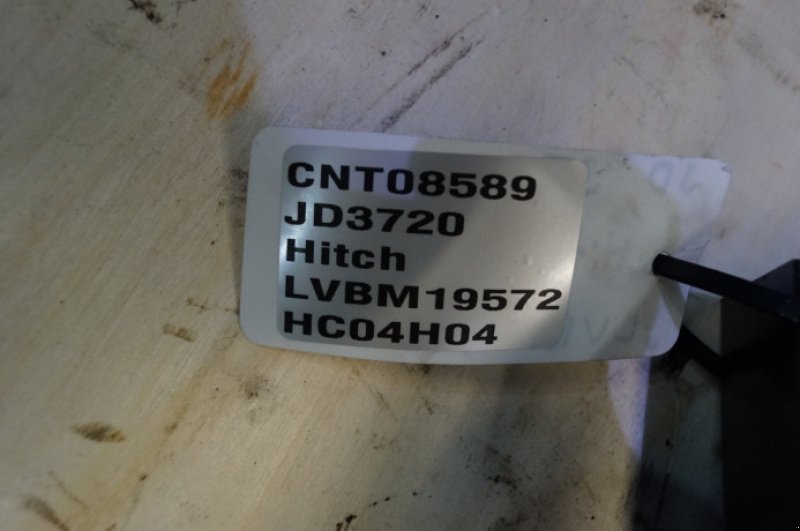 CNT08589
JD3720
Hitch
LVBM19572
HC04H04